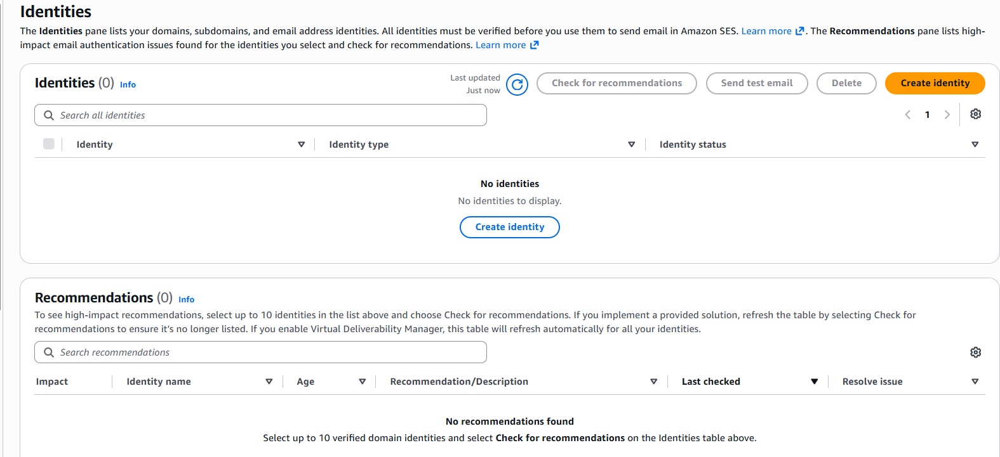 Identities
The Identities pane lists your domains, subdomains, and email address identities. All identities must be verified before you use them to send email in Amazon SES. Learn more. The Recommendations pane lists high-
impact email authentication issues found for the identities you select and check for recommendations. Learn more
Identities (0) Info
Last updated
Just now
Check for recommendations
Send test email
Delete
Create identity
Search all identities
1
Identity
Identity type
Identity status
No identities
No identities to display.
Create identity
Recommendations (0) Info
To see high-impact recommendations, select up to 10 identities in the list above and choose Check for recommendations. If you implement a provided solution, refresh the table by selecting Check for
recommendations to ensure it’s no longer listed. If you enable Virtual Deliverability Manager, this table will refresh automatically for all your identities.
Search recommendations
Impact
Identity name
Age
Recommendation/Description
Last checked
Resolve issue
No recommendations found
Select up to 10 verified domain identities and select Check for recommendations on the Identities table above.